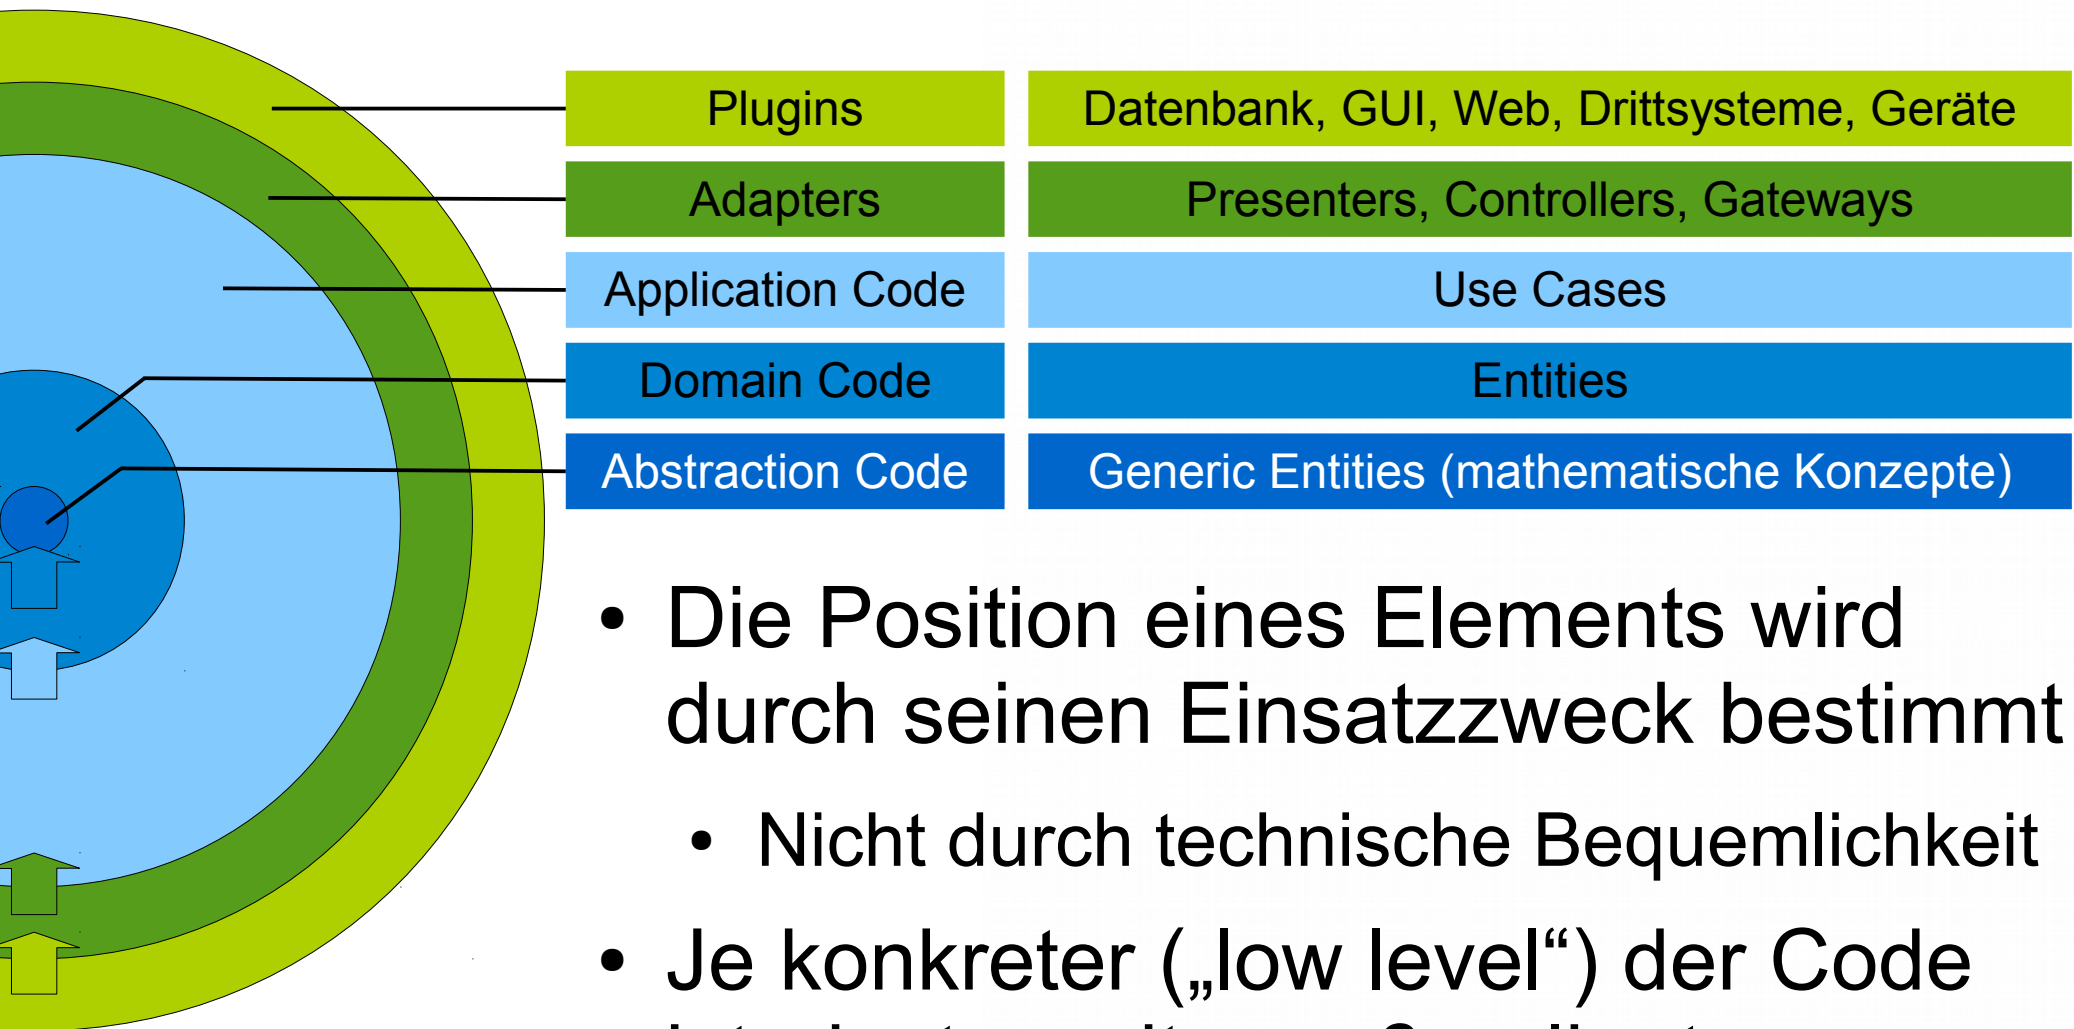 Plugins Datenbank, GUI, Web, Drittsysteme, Geräte
Adapters Presenters, Controllers, Gateways
Application Code Use Cases
Domain Code Entities
Abstraction Code Generic Entities (mathematische Konzepte)
• Die Position eines Elements wird
durch seinen Einsatzzweck bestimmt
• Nicht durch technische Bequemlichkeit
• Je konkreter („low level“) der Code